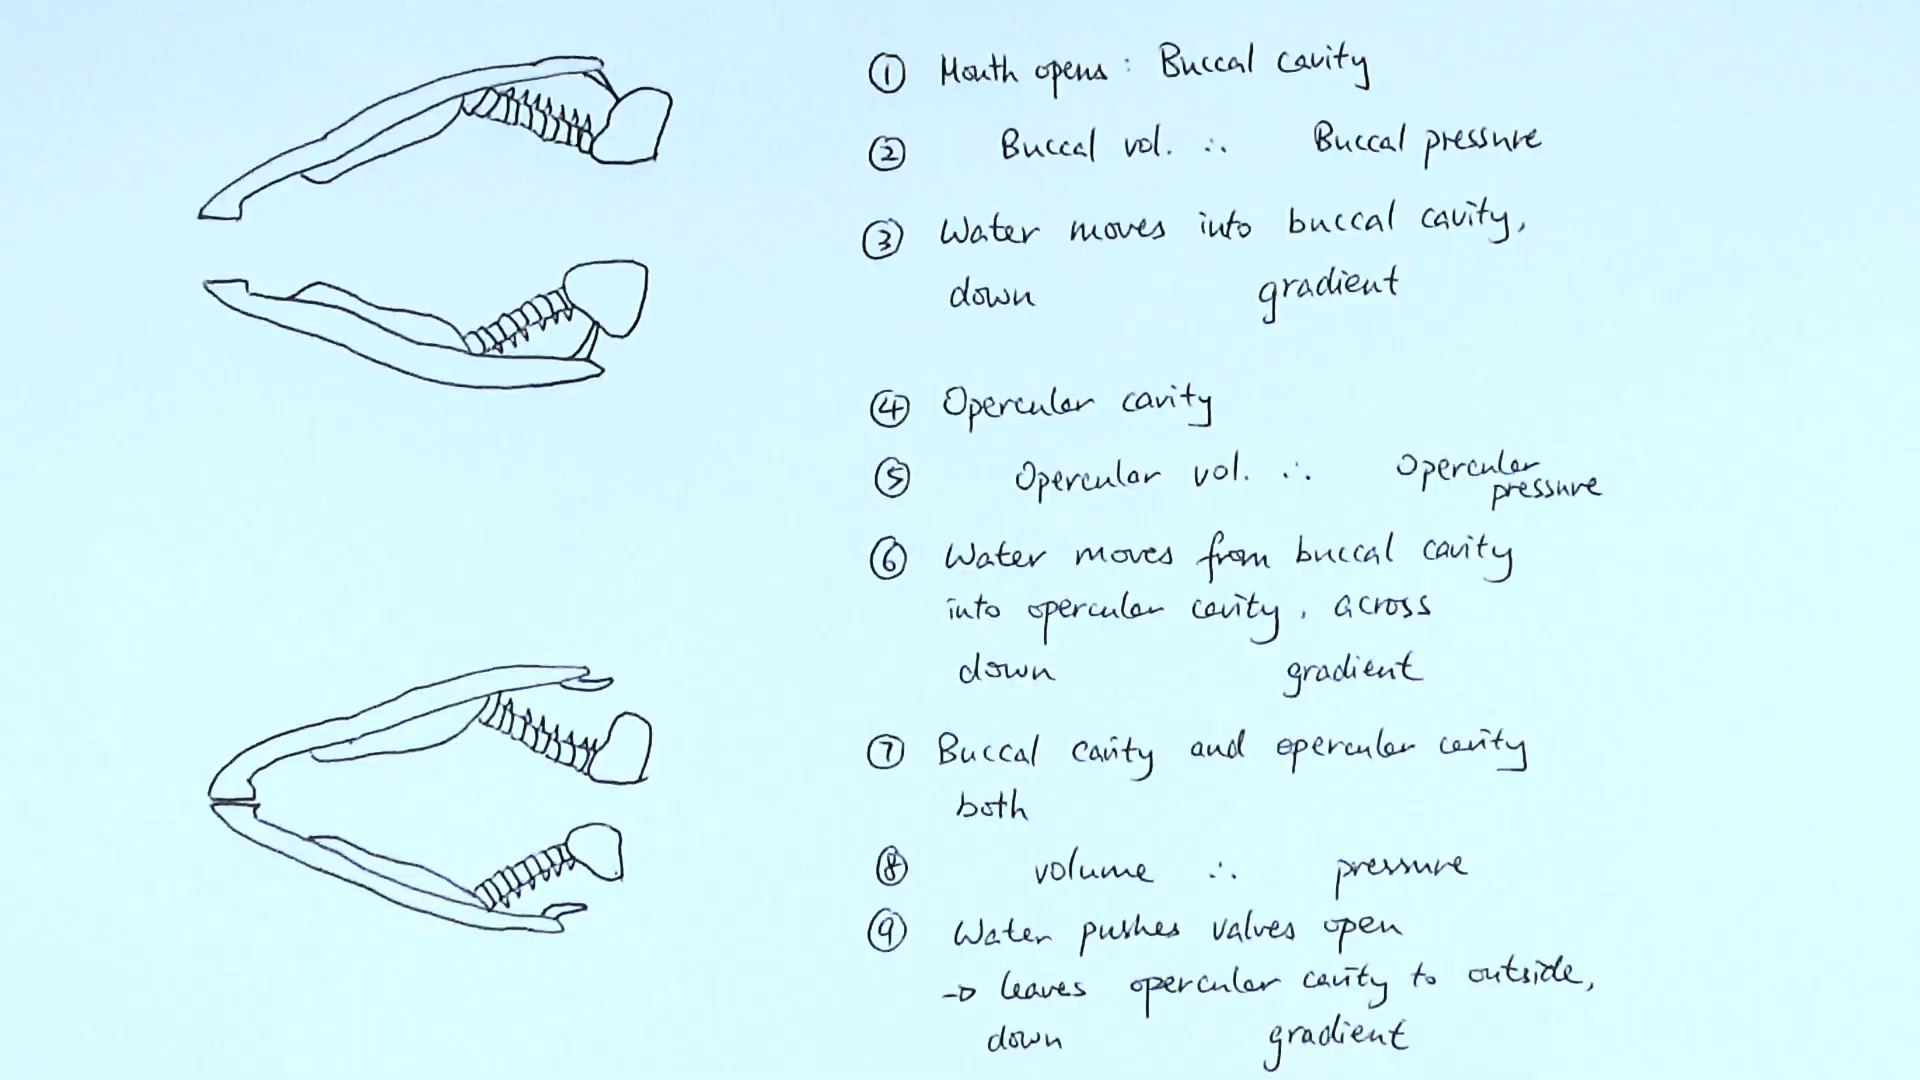 ① Mouth opens : Buccal cavity
② Buccal vol. ∴ Buccal pressure
③ Water moves into buccal cavity,
down gradient
④ Opercular cavity
⑤ Opercular vol. ∴ Opercular pressure
⑥ Water moves from buccal cavity
into opercular cavity, across
down gradient
⑦ Buccal cavity and opercular cavity
both
⑧ volume ∴ pressure
⑨ Water pushes valves open
→ leaves opercular cavity to outside,
down gradient